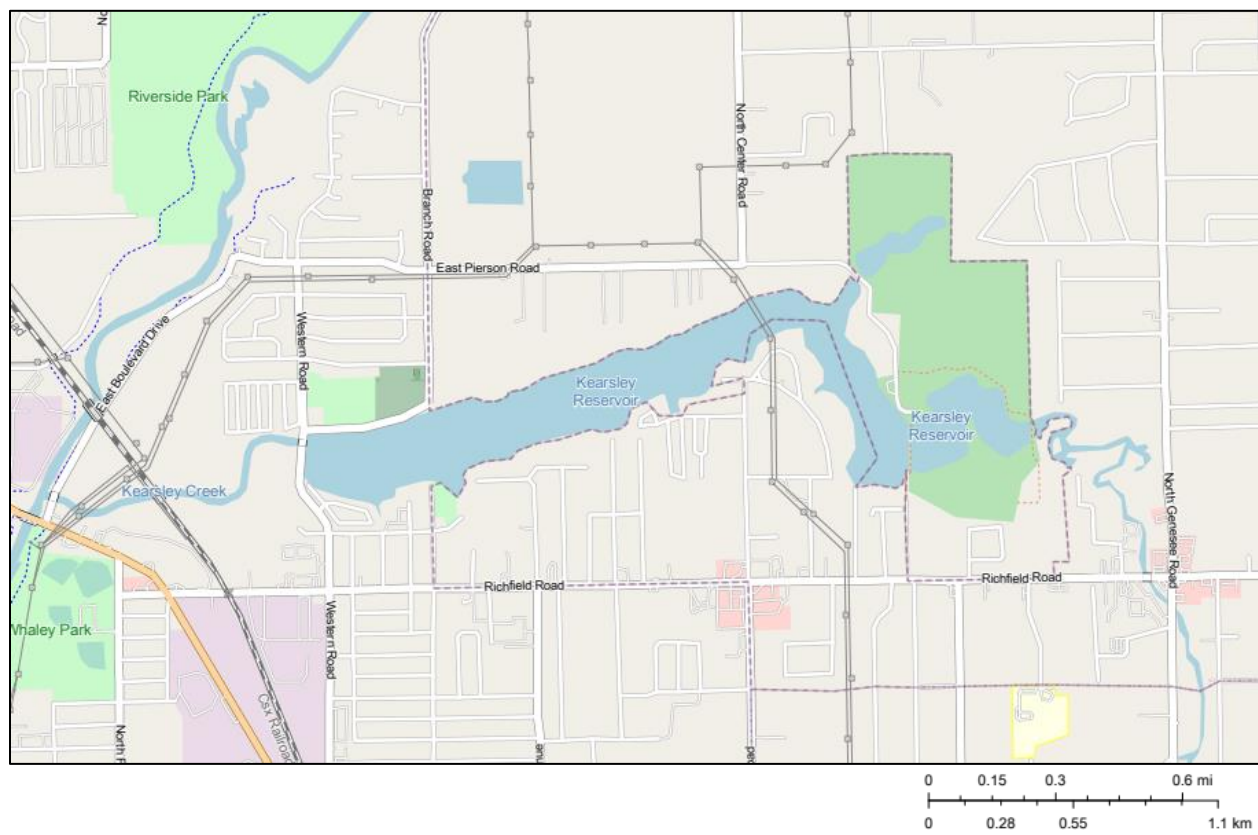 Riverside Park
North Center Road
Branch Road
East Pierson Road
East Boulevard Drive
Western Road
Kearsley
Reservoir
Kearsley
Reservoir
Kearsley Creek
North Genesee Road
Richfield Road
Richfield Road
Whaley Park
Western Road
Csx Railroad
0 0.15 0.3 0.6 mi
0 0.28 0.55 1.1 km